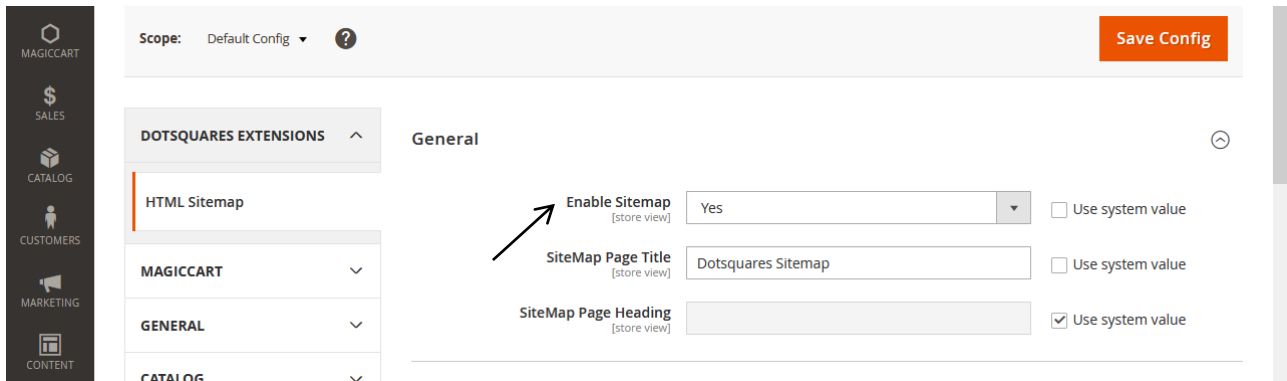 MAGICCART
SALES
CATALOG
CUSTOMERS
MARKETING
CONTENT
Scope: Default Config ?
Save Config
DOTSQUARES EXTENSIONS
HTML Sitemap
MAGICCART
GENERAL
CATALOG
General
Enable Sitemap
[store view]
Yes
Use system value
SiteMap Page Title
[store view]
Dotsquares Sitemap
Use system value
SiteMap Page Heading
[store view]
Use system value